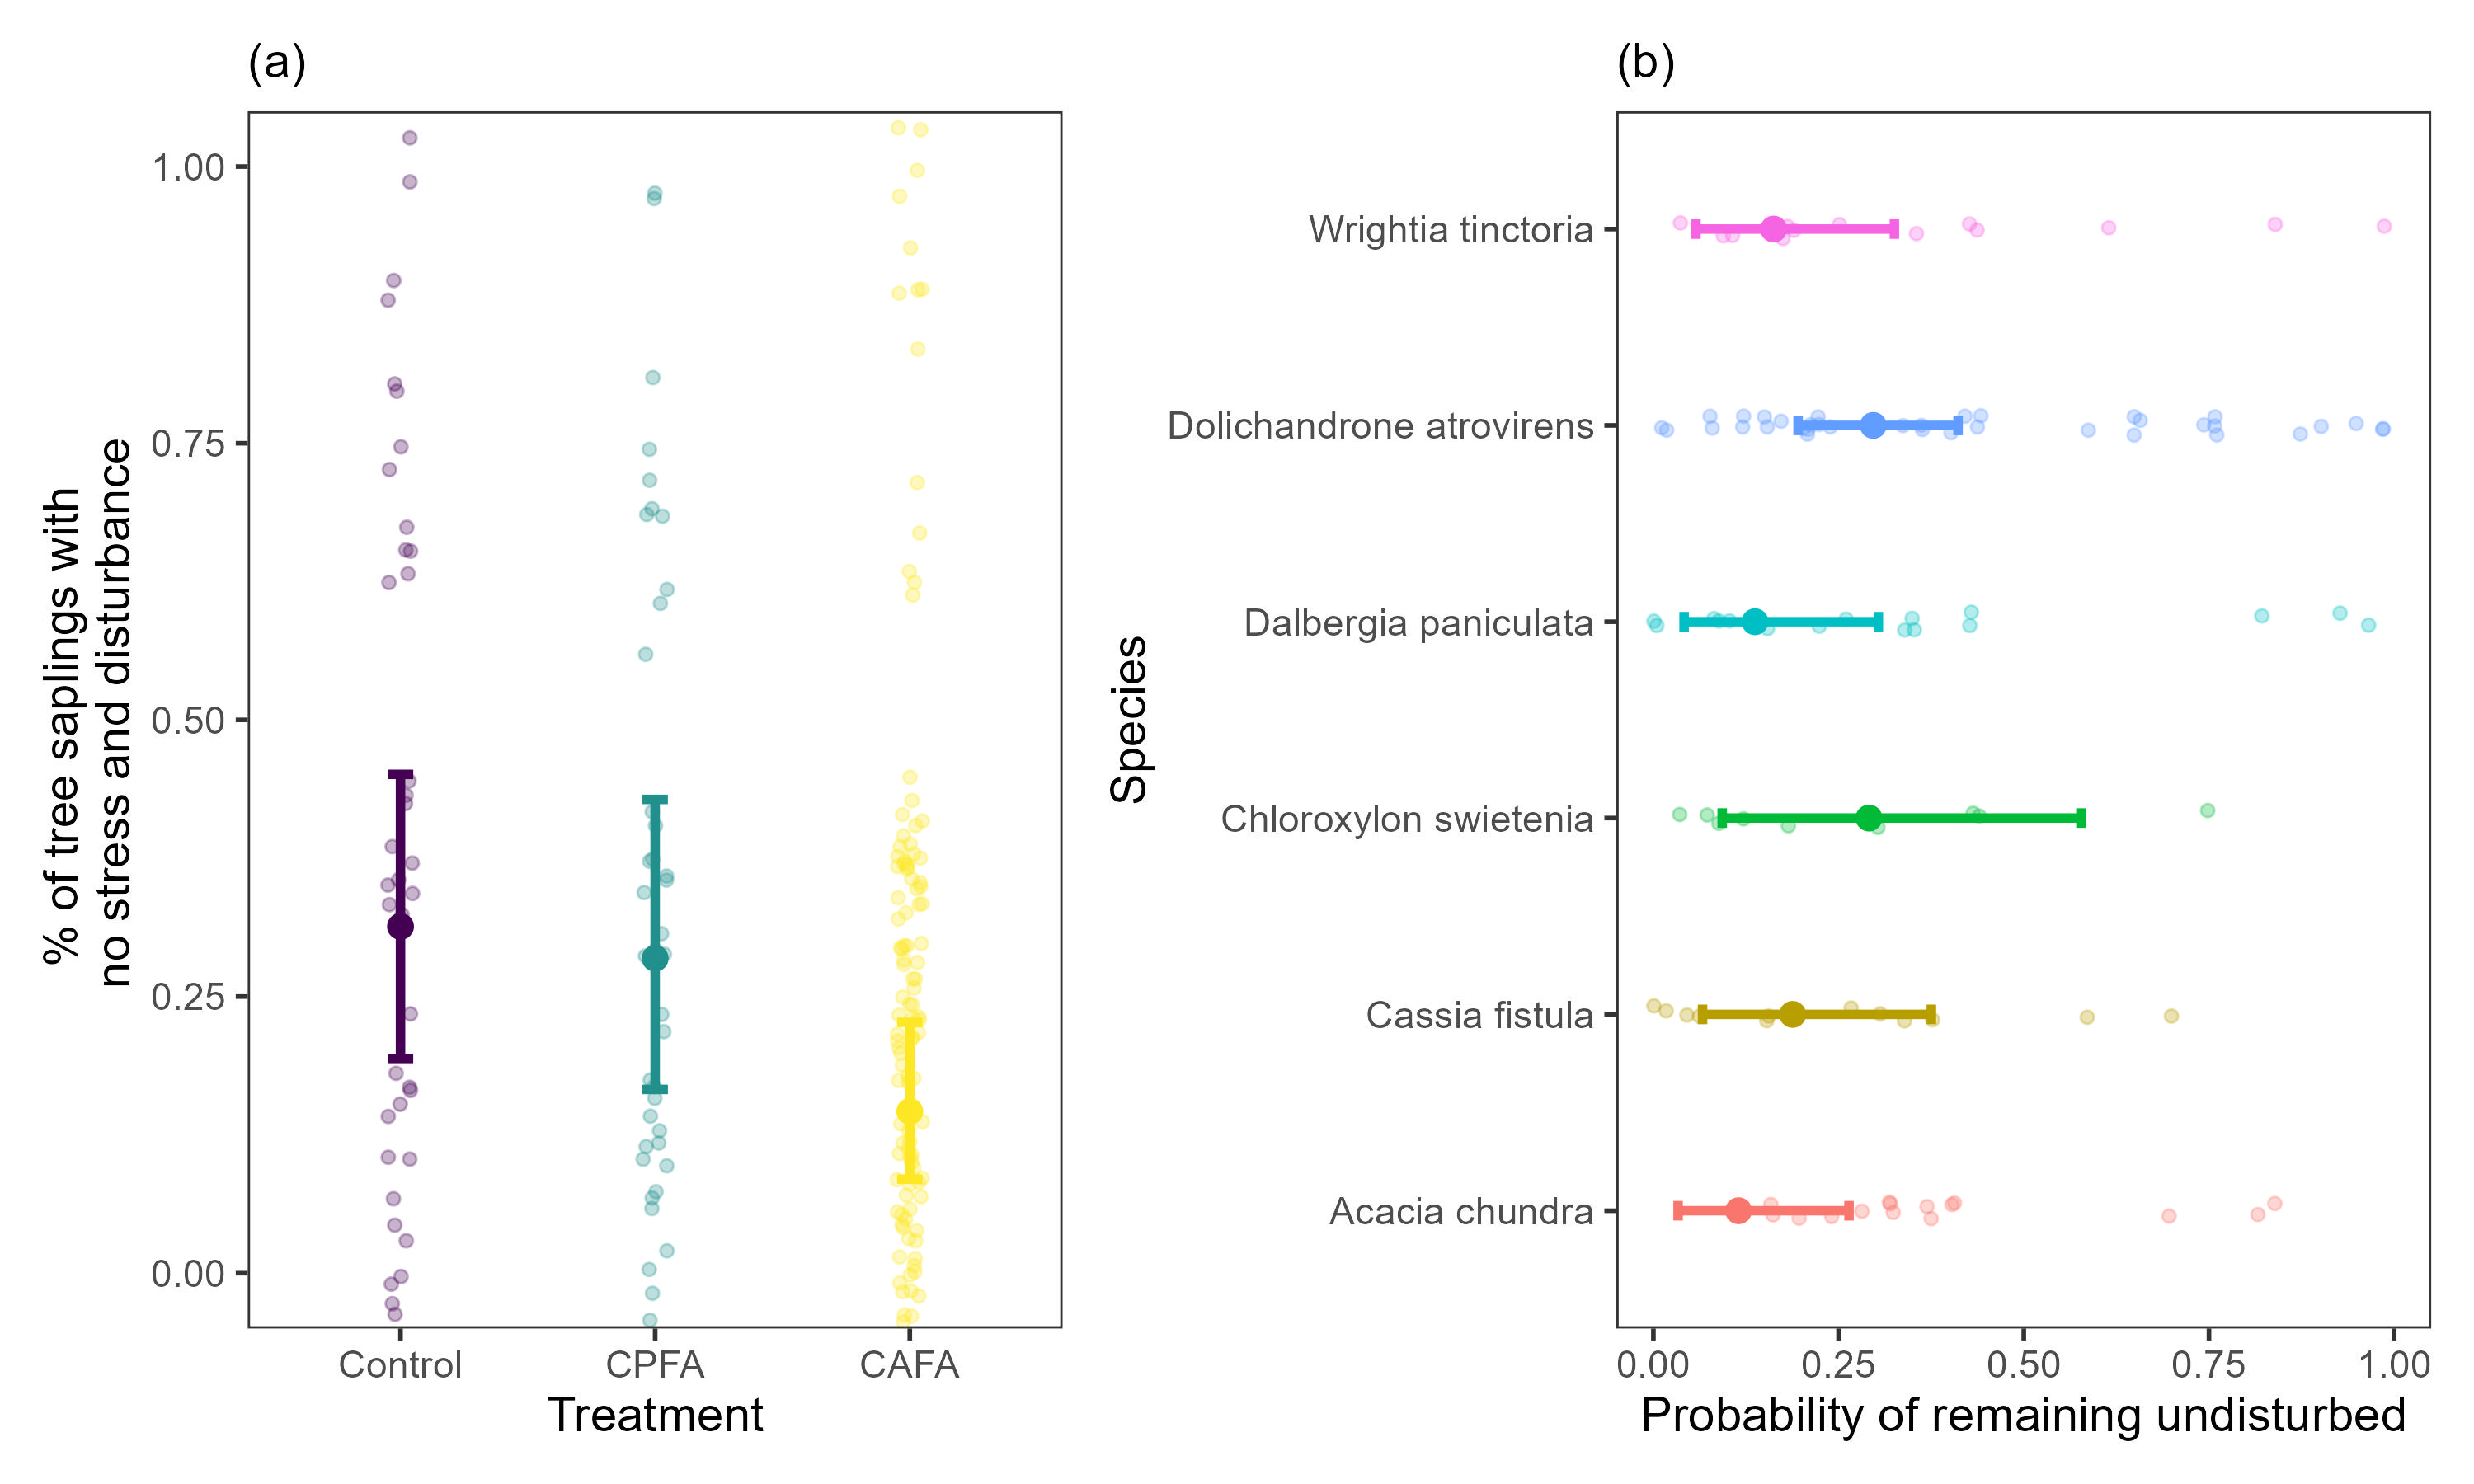 (a)
% of tree saplings with
no stress and disturbance
1.00
0.75
0.50
0.25
0.00
Control CPFA CAFA
Treatment
(b)
Species
Wrightia tinctoria
Dolichandrone atrovirens
Dalbergia paniculata
Chloroxylon swietenia
Cassia fistula
Acacia chundra
0.00 0.25 0.50 0.75 1.00
Probability of remaining undisturbed